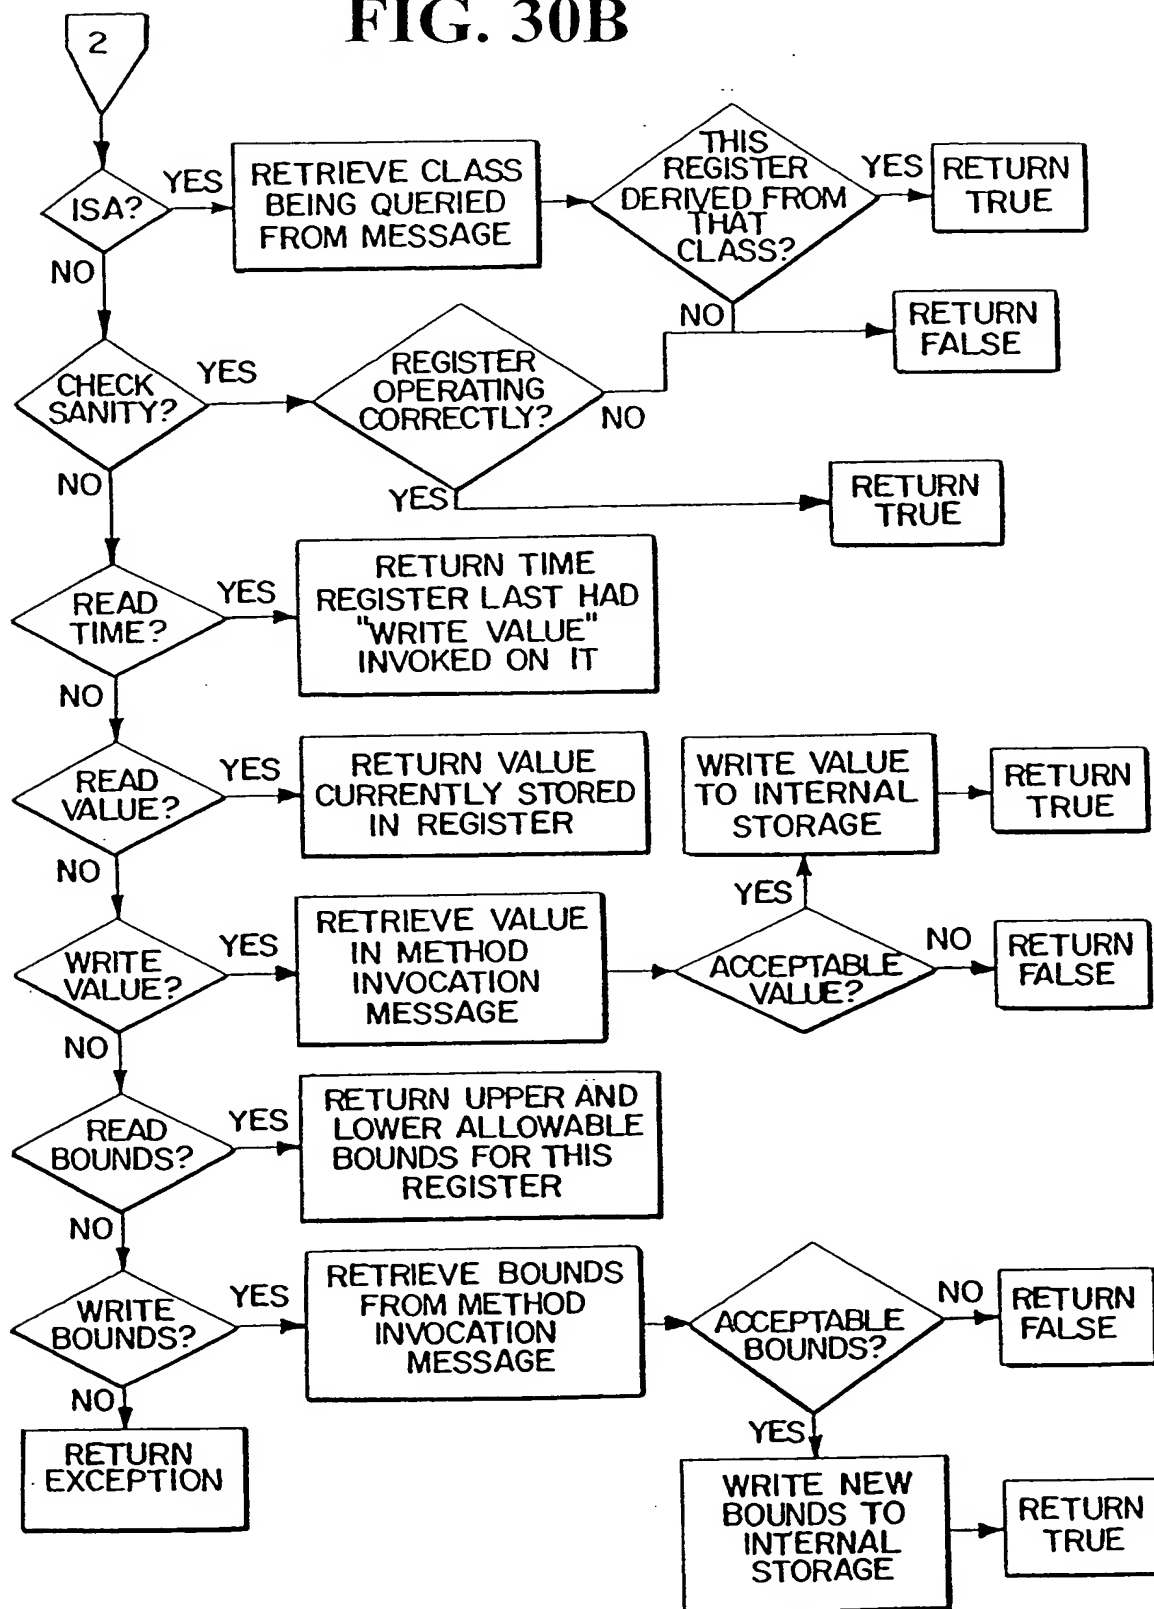 FIG. 30B
2
ISA?
YES
RETRIEVE CLASS
BEING QUERIED
FROM MESSAGE
THIS
REGISTER
DERIVED FROM
THAT
CLASS?
YES
RETURN
TRUE
NO
NO
RETURN
FALSE
CHECK
SANITY?
YES
REGISTER
OPERATING
CORRECTLY?
NO
NO
YES
RETURN
TRUE
READ
TIME?
YES
RETURN TIME
REGISTER LAST HAD
"WRITE VALUE"
INVOKED ON IT
NO
READ
VALUE?
YES
RETURN VALUE
CURRENTLY STORED
IN REGISTER
WRITE VALUE
TO INTERNAL
STORAGE
RETURN
TRUE
NO
YES
WRITE
VALUE?
YES
RETRIEVE VALUE
IN METHOD
INVOCATION
MESSAGE
ACCEPTABLE
VALUE?
NO
RETURN
FALSE
NO
READ
BOUNDS?
YES
RETURN UPPER AND
LOWER ALLOWABLE
BOUNDS FOR THIS
REGISTER
NO
WRITE
BOUNDS?
YES
RETRIEVE BOUNDS
FROM METHOD
INVOCATION
MESSAGE
ACCEPTABLE
BOUNDS?
NO
RETURN
FALSE
NO
YES
RETURN
EXCEPTION
WRITE NEW
BOUNDS TO
INTERNAL
STORAGE
RETURN
TRUE